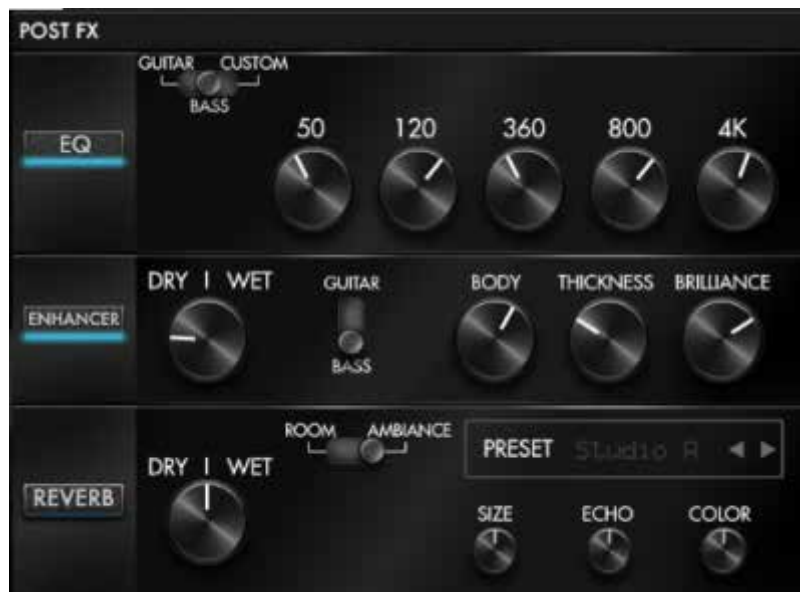 POST FX
GUITAR CUSTOM
BASS
EQ
50 120 360 800 4K
DRY | WET
GUITAR
BODY THICKNESS BRILLIANCE
ENHANCER
BASS
ROOM AMBIANCE
PRESET Studio A
DRY | WET
REVERB
SIZE ECHO COLOR